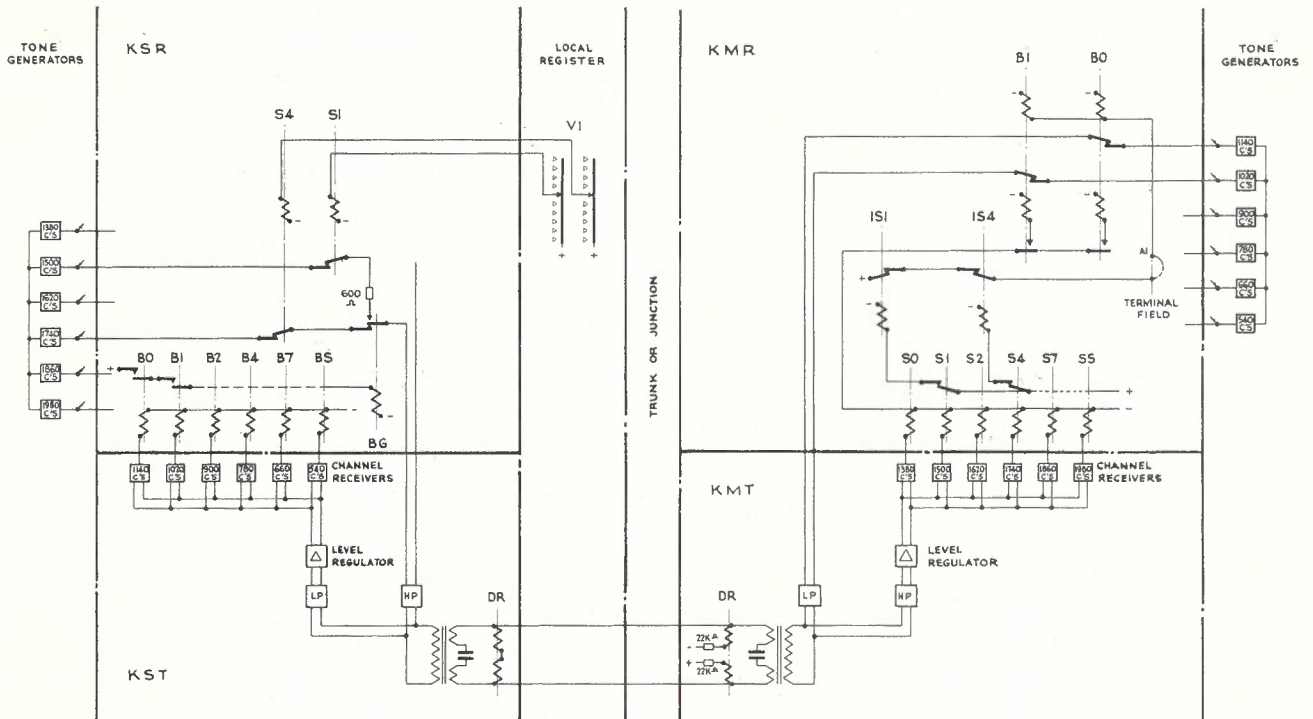 TONE
GENERATORS
KSR
LOCAL
REGISTER
KMR
TONE
GENERATORS
S4 S1
V1
B1 B0
1380 C'S
1500 C'S
1620 C'S
1740 C'S
1860 C'S
1980 C'S
600 Ω
B0 B1 B2 B4 B7 BS
BG
1140 C'S 1020 C'S 900 C'S 780 C'S 660 C'S 540 C'S
CHANNEL
RECEIVERS
LEVEL
REGULATOR
LP HP
DR
KST
TRUNK OR JUNCTION
1140 C'S
1020 C'S
900 C'S
780 C'S
660 C'S
540 C'S
IS1 IS4
A1
TERMINAL
FIELD
S0 S1 S2 S4 S7 SS
1380 C'S 1500 C'S 1620 C'S 1740 C'S 1860 C'S 1980 C'S
CHANNEL
RECEIVERS
KMT
LEVEL
REGULATOR
LP HP
DR
22KΩ
22KΩ